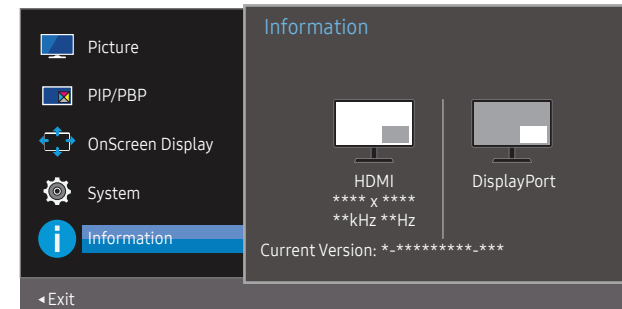 Picture
PIP/PBP
OnScreen Display
System
Information
Information
HDMI
**** x ****
**kHz **Hz
DisplayPort
Current Version: *-*********-***
◂Exit